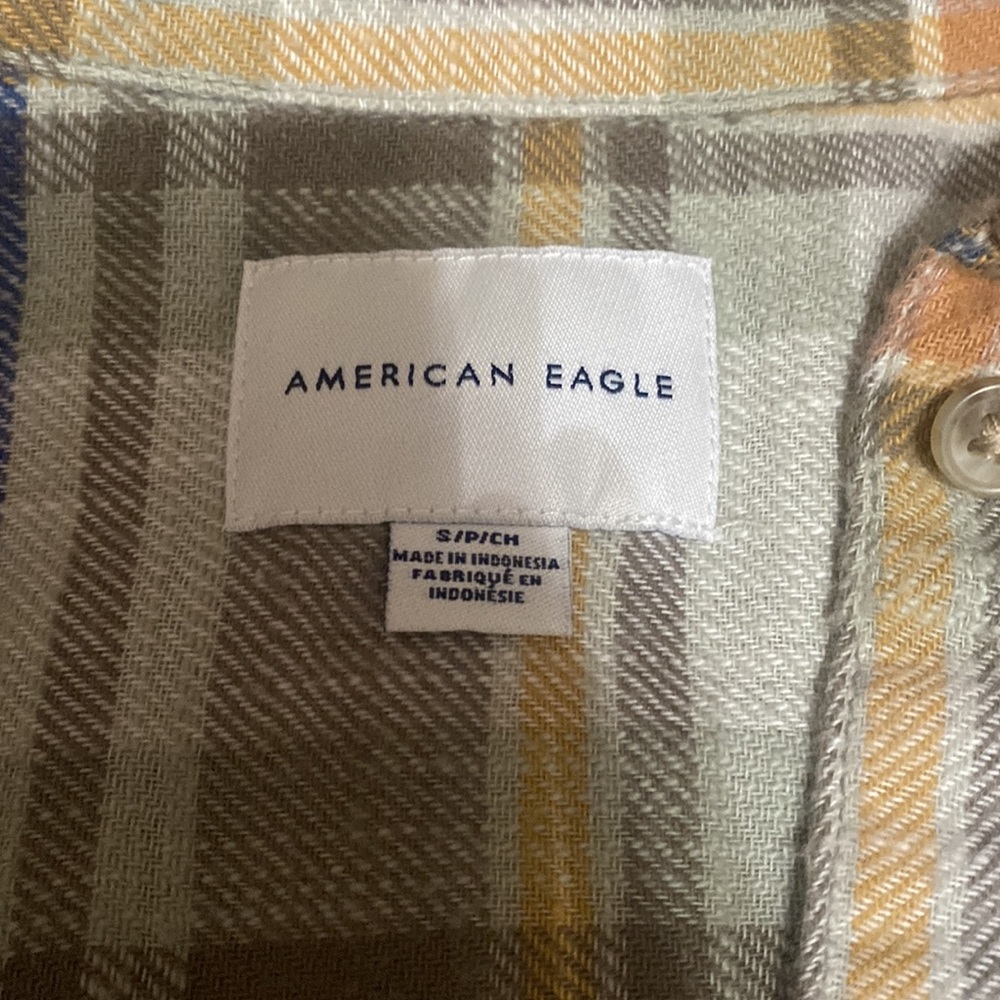 AMERICAN EAGLE
S/P/CH
MADE IN INDONESIA
FABRIQUÉ EN
INDONÉSIE